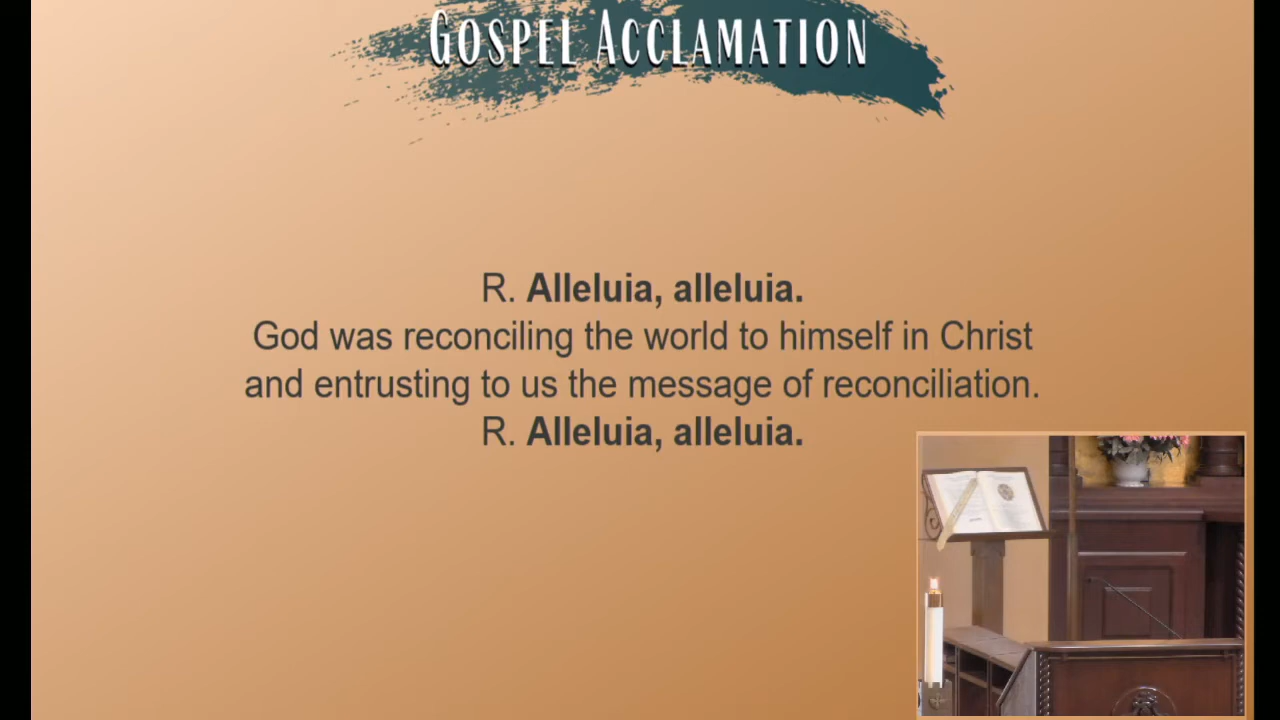 GOSPEL ACCLAMATION
R. Alleluia, alleluia.
God was reconciling the world to himself in Christ
and entrusting to us the message of reconciliation.
R. Alleluia, alleluia.